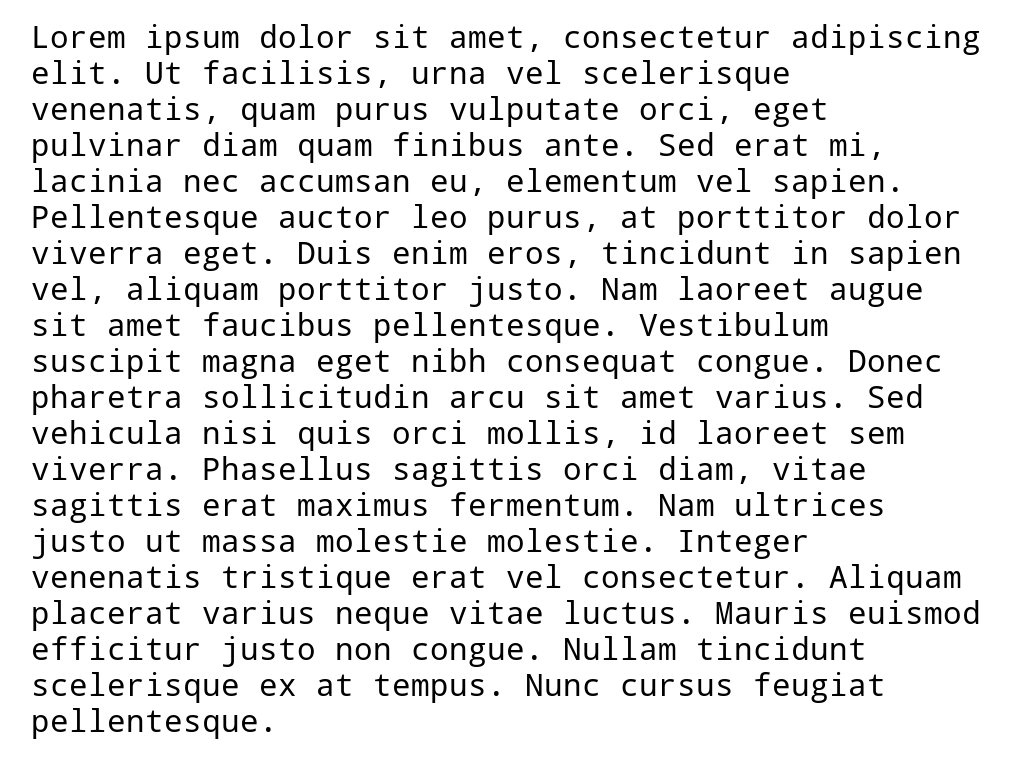 Lorem ipsum dolor sit amet, consectetur adipiscing
elit. Ut facilisis, urna vel scelerisque
venenatis, quam purus vulputate orci, eget
pulvinar diam quam finibus ante. Sed erat mi,
lacinia nec accumsan eu, elementum vel sapien.
Pellentesque auctor leo purus, at porttitor dolor
viverra eget. Duis enim eros, tincidunt in sapien
vel, aliquam porttitor justo. Nam laoreet augue
sit amet faucibus pellentesque. Vestibulum
suscipit magna eget nibh consequat congue. Donec
pharetra sollicitudin arcu sit amet varius. Sed
vehicula nisi quis orci mollis, id laoreet sem
viverra. Phasellus sagittis orci diam, vitae
sagittis erat maximus fermentum. Nam ultrices
justo ut massa molestie molestie. Integer
venenatis tristique erat vel consectetur. Aliquam
placerat varius neque vitae luctus. Mauris euismod
efficitur justo non congue. Nullam tincidunt
scelerisque ex at tempus. Nunc cursus feugiat
pellentesque.